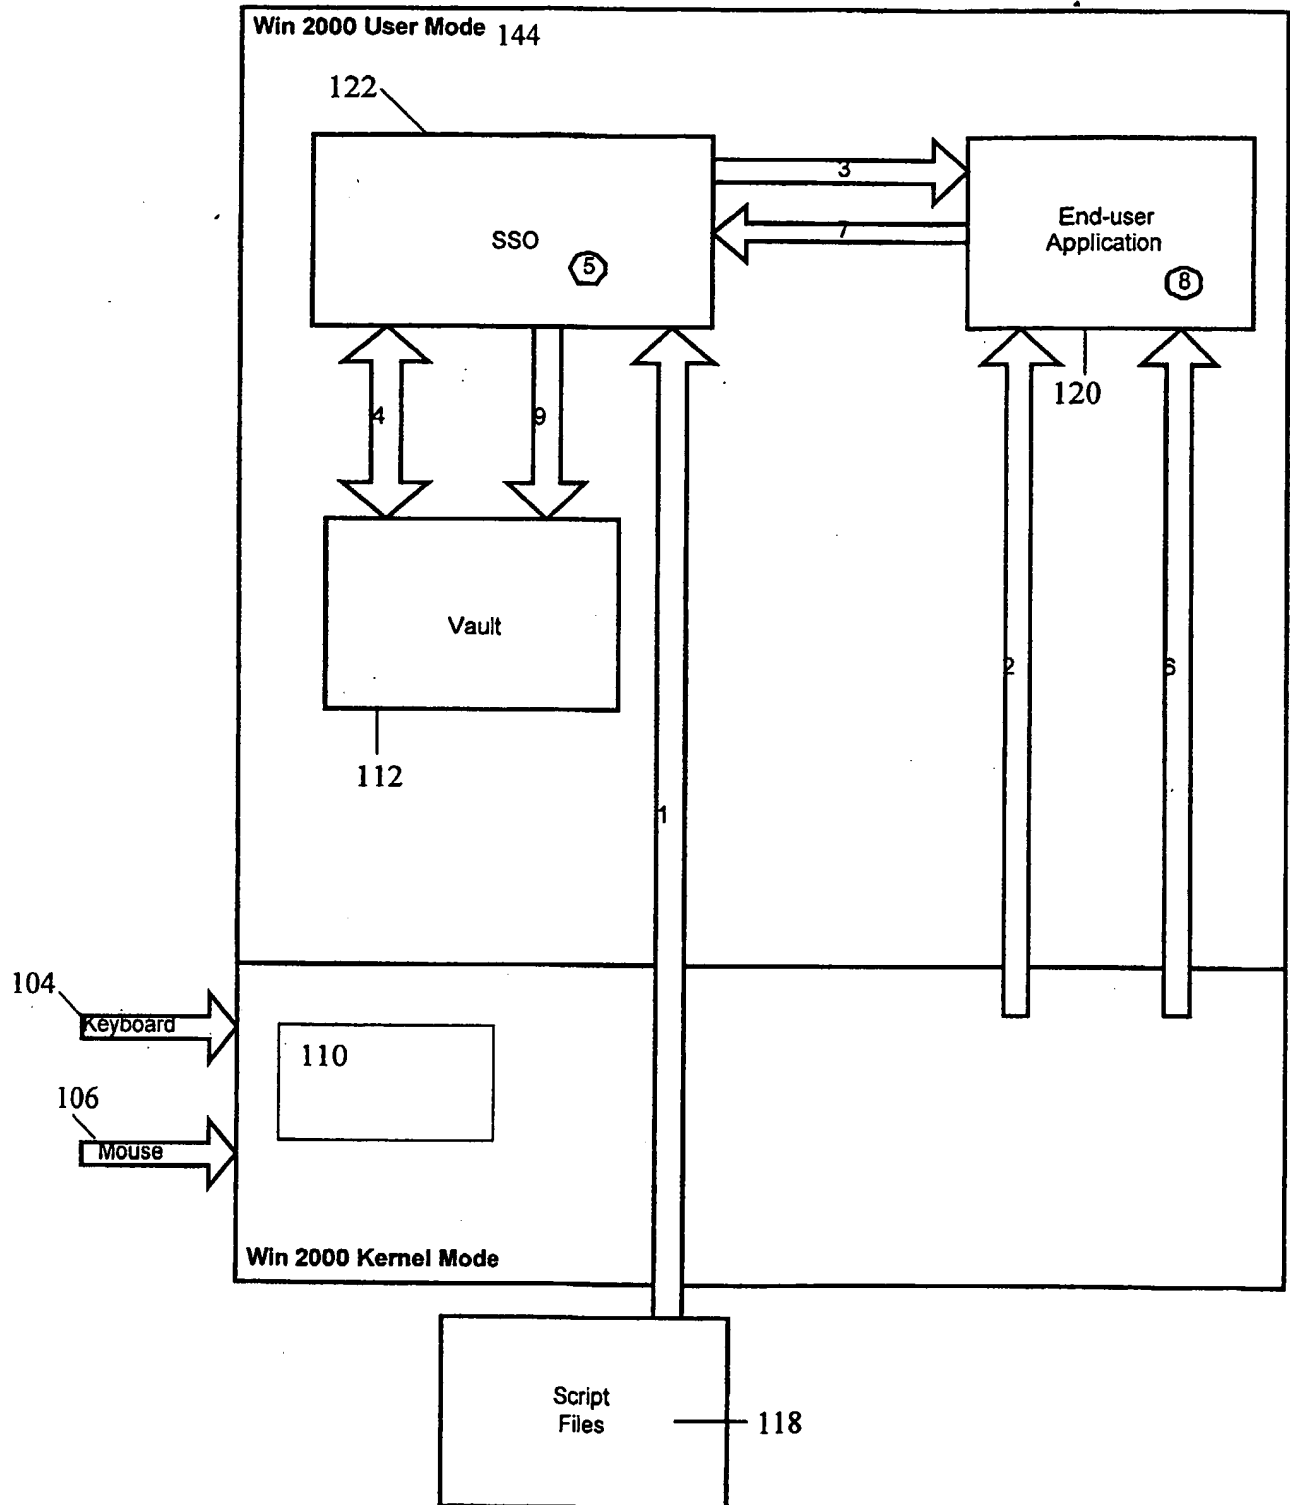 Win 2000 User Mode 144
122
3
SSO
5
7
End-user
Application
8
120
4
9
Vault
2
6
112
1
104
Keyboard
110
106
Mouse
Win 2000 Kernel Mode
Script
Files
118